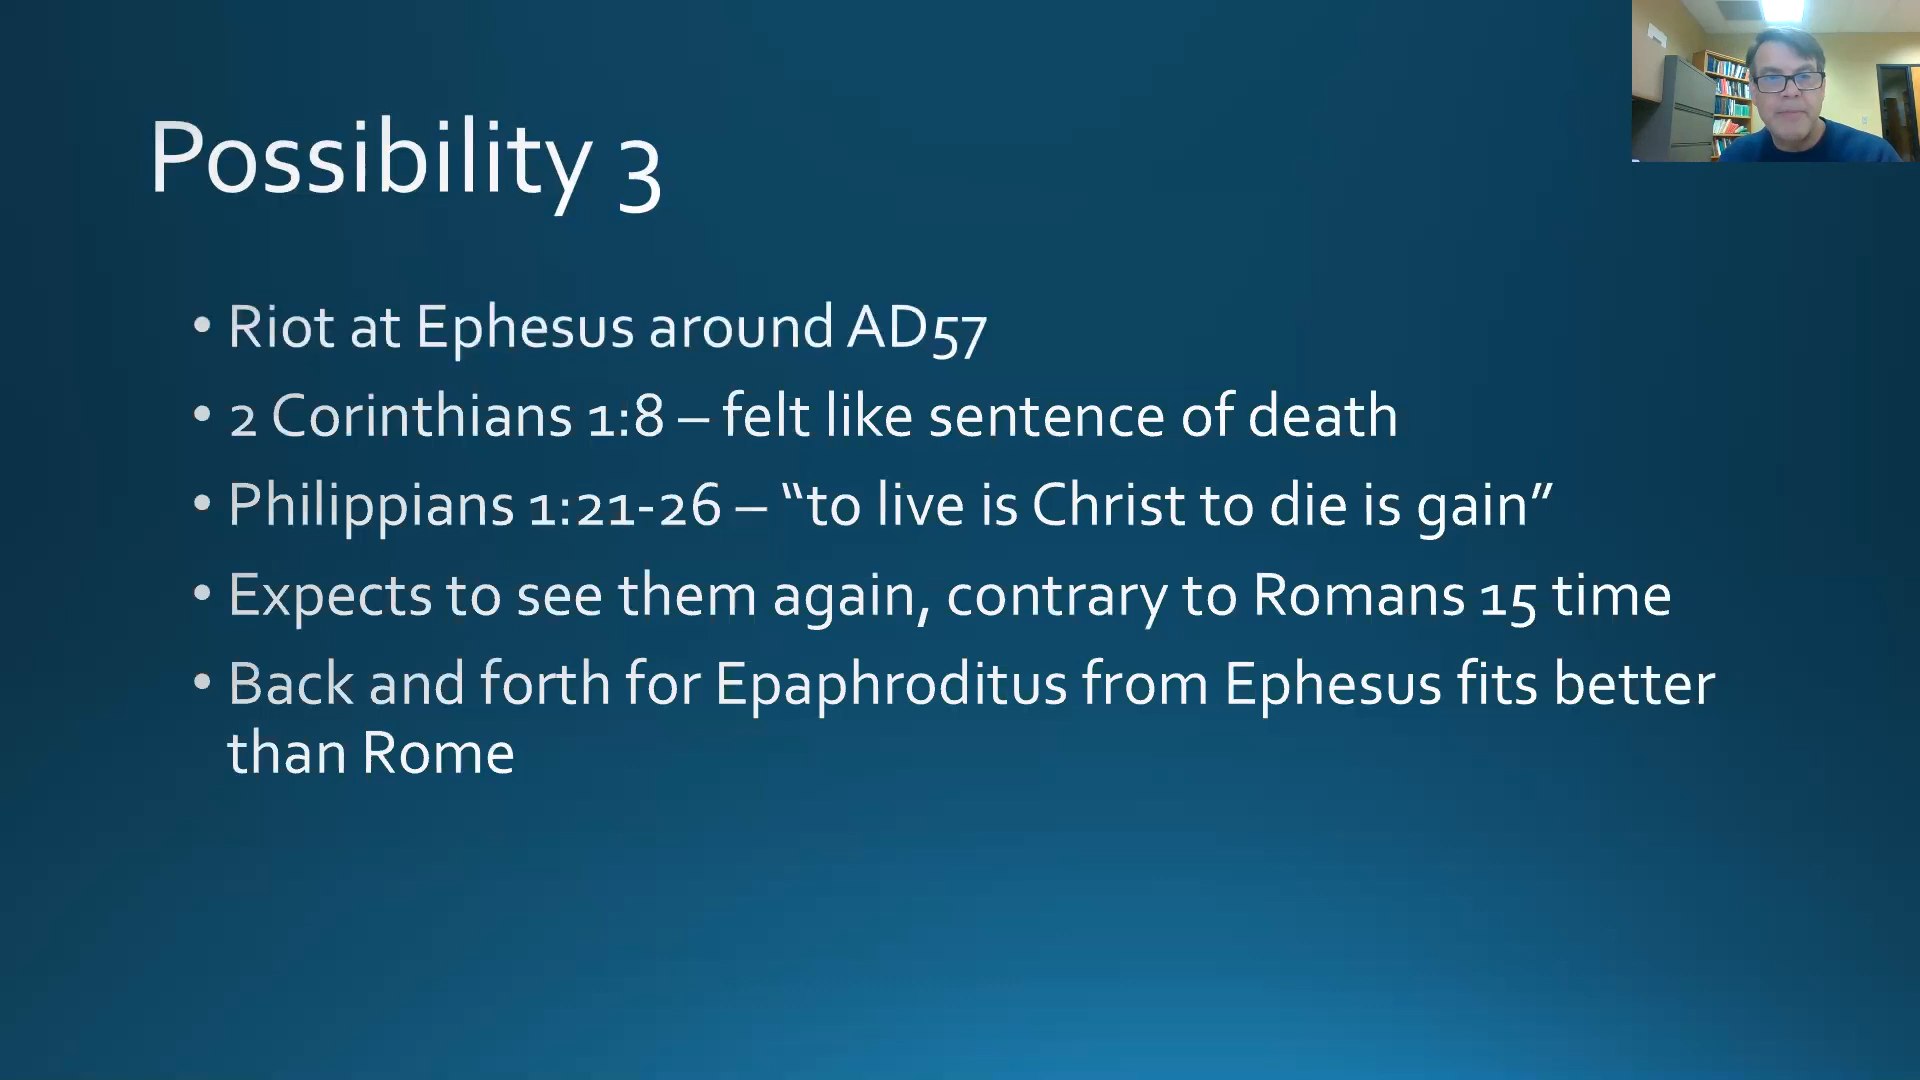 Possibility 3
• Riot at Ephesus around AD57
• 2 Corinthians 1:8 – felt like sentence of death
• Philippians 1:21-26 – “to live is Christ to die is gain”
• Expects to see them again, contrary to Romans 15 time
• Back and forth for Epaphroditus from Ephesus fits better
than Rome